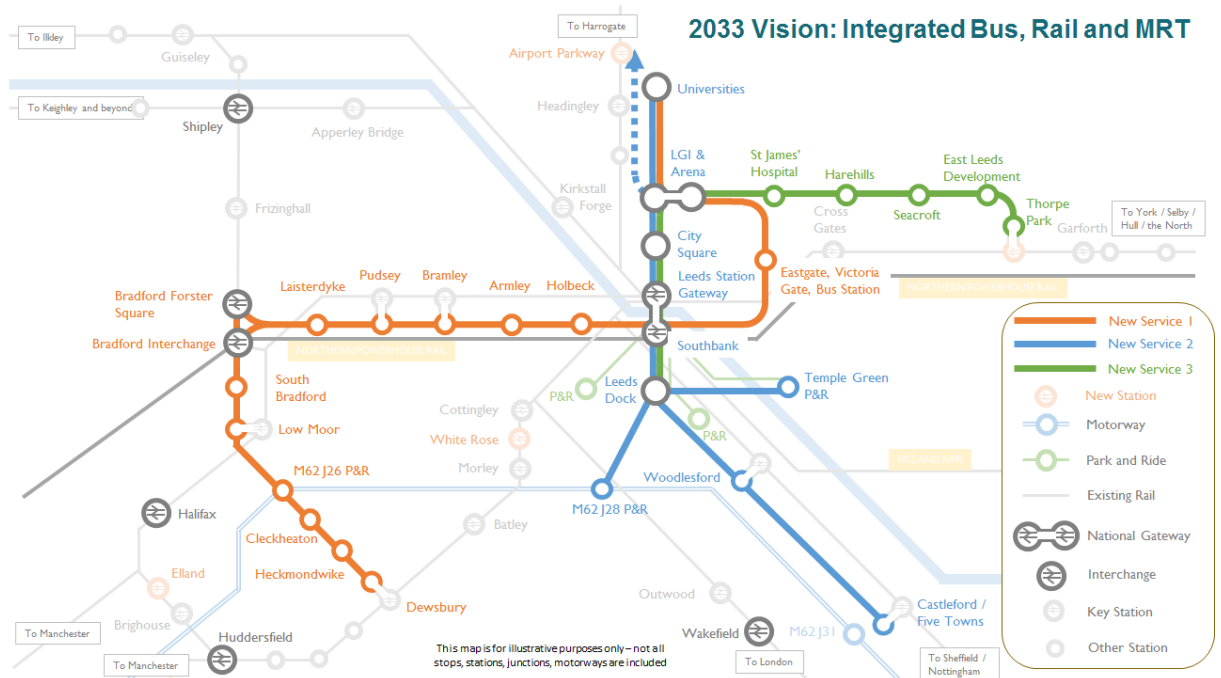 2033 Vision: Integrated Bus, Rail and MRT
To Harrogate
To Ilkley
Guiseley
Airport Parkway
Universities
To Keighley and beyond
Headingley
Shipley
Apperley Bridge
LGI &
Arena
St James'
Hospital
Harehills
East Leeds
Development
Kirkstall
Forge
Frizinghall
Seacroft
Thorpe
Park
Cross
Gates
Garforth
To York / Selby /
Hull / the North
City
Square
Leeds Station
Gateway
Eastgate, Victoria
Gate, Bus Station
NORTHERN POWERHOUSE RAIL
Bradford Forster
Square
Laisterdyke
Pudsey
Bramley
Armley
Holbeck
Bradford Interchange
NORTHERN POWERHOUSE RAIL
Southbank
South
Bradford
Leeds
Dock
P&R
Temple Green
P&R
Low Moor
Cottingley
White Rose
P&R
Morley
M62 J26 P&R
Woodlesford
HS2 AND NPR
M62 J28 P&R
Halifax
Batley
Cleckheaton
Heckmondwike
Elland
Dewsbury
Brighouse
Outwood
Castleford /
Five Towns
To Manchester
Huddersfield
Wakefield
M62 J31
To Manchester
To London
To Sheffield /
Nottingham
This map is for illustrative purposes only – not all
stops, stations, junctions, motorways are included
New Service 1
New Service 2
New Service 3
New Station
Motorway
Park and Ride
Existing Rail
National Gateway
Interchange
Key Station
Other Station